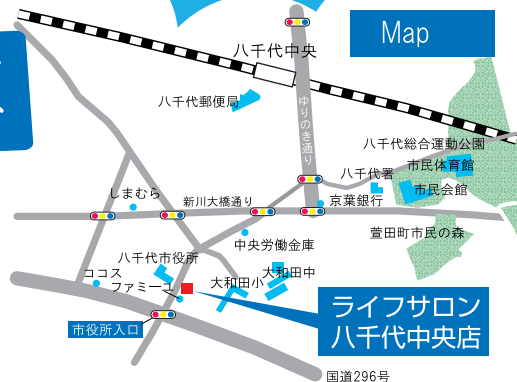 Map
八千代中央
八千代郵便局
ゆりのき通り
八千代総合運動公園
市民体育館
八千代署
市民会館
しまむら
新川大橋通り
京葉銀行
中央労働金庫
萱田町市民の森
八千代市役所
ココス
ファミーユ
大和田小
大和田中
市役所入口
ライフサロン
八千代中央店
国道296号